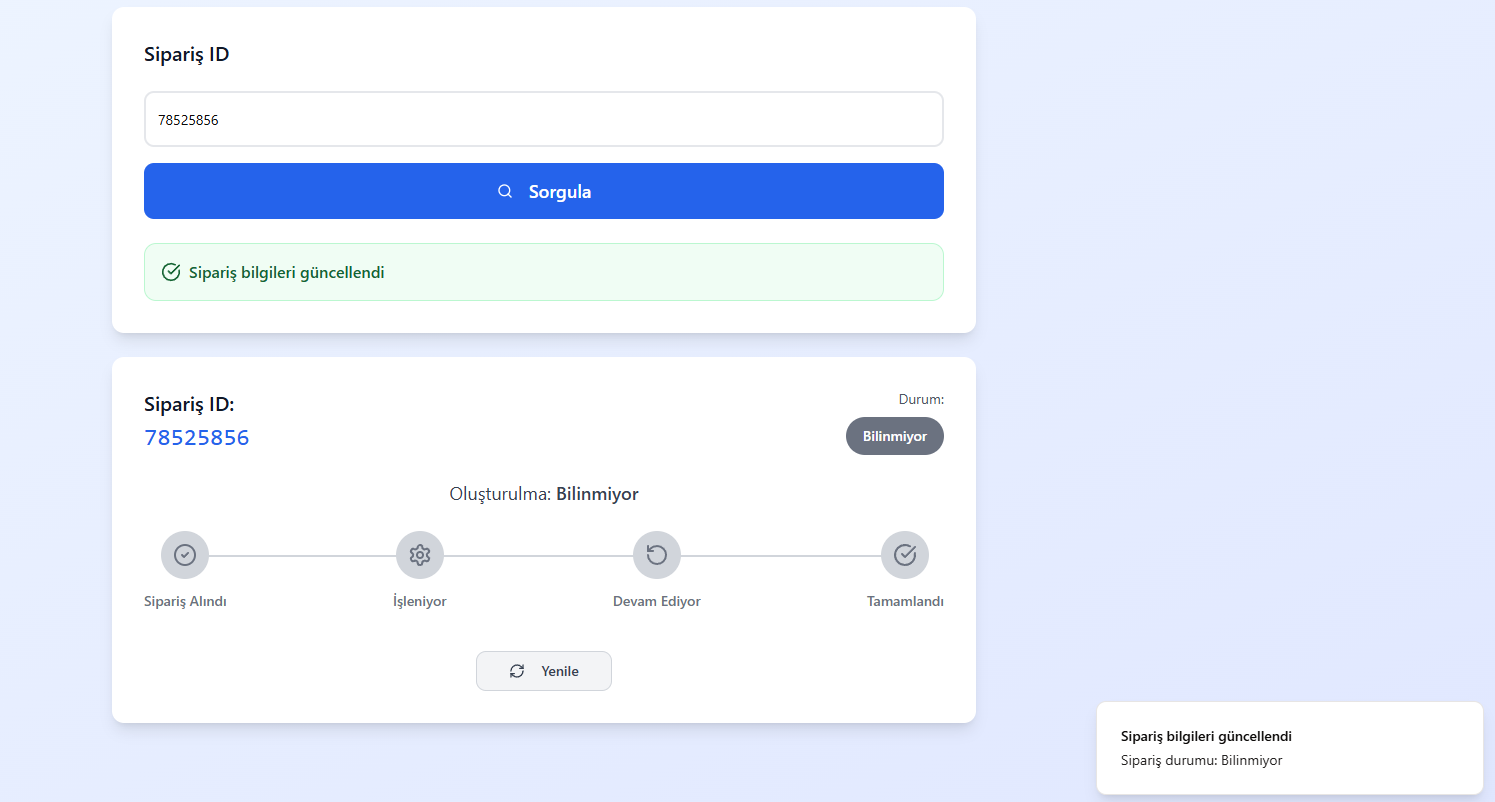 Sipariş ID
78525856
Sorgula
Sipariş bilgileri güncellendi
Sipariş ID:
78525856
Durum:
Bilinmiyor
Oluşturulma: Bilinmiyor
Sipariş Alındı
İşleniyor
Devam Ediyor
Tamamlandı
Yenile
Sipariş bilgileri güncellendi
Sipariş durumu: Bilinmiyor